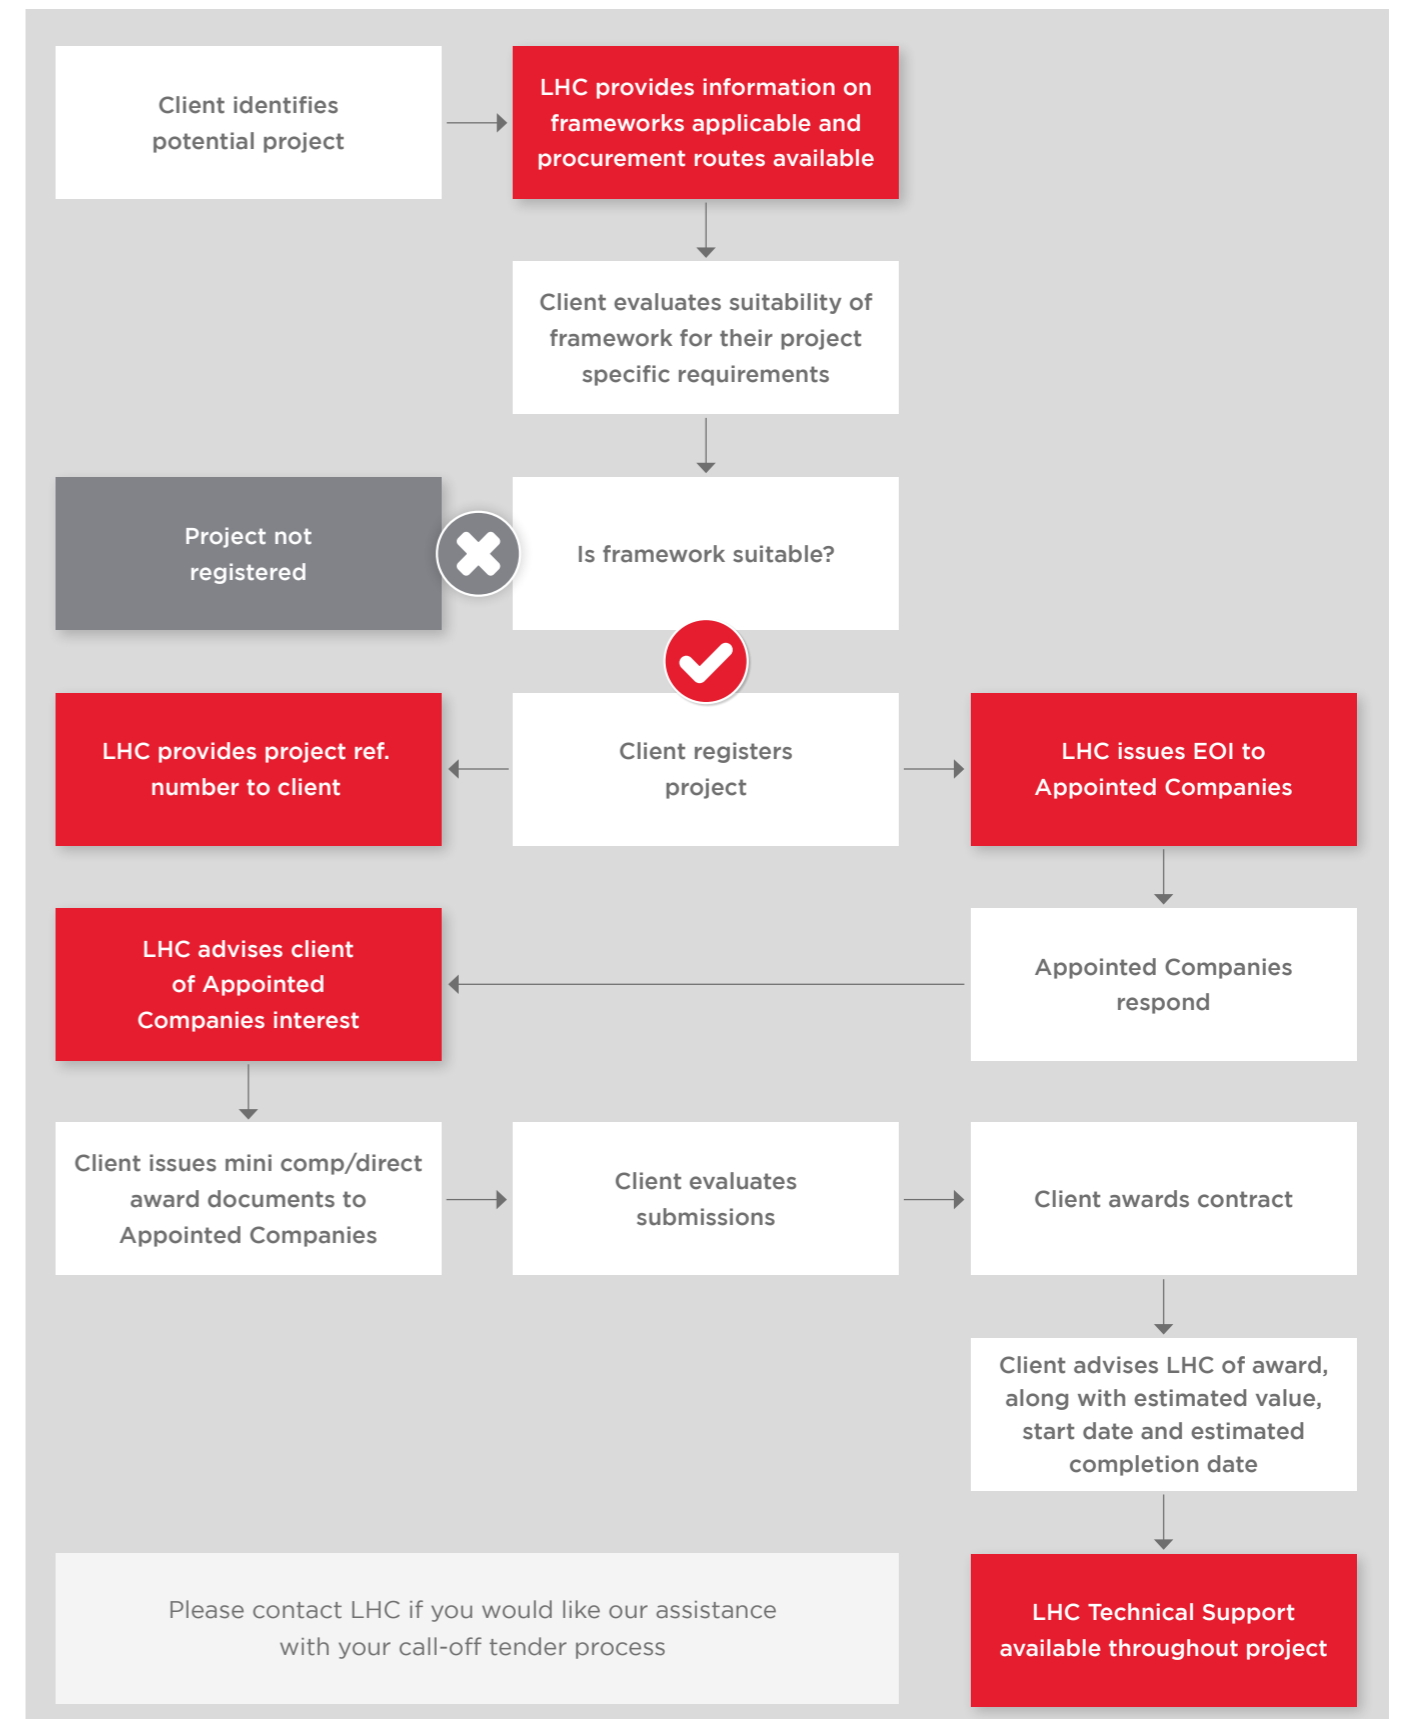 Client identifies
potential project
LHC provides information on
frameworks applicable and
procurement routes available
Client evaluates suitability of
framework for their project
specific requirements
Project not
registered
Is framework suitable?
LHC provides project ref.
number to client
Client registers
project
LHC issues EOI to
Appointed Companies
LHC advises client
of Appointed
Companies interest
Appointed Companies
respond
Client issues mini comp/direct
award documents to
Appointed Companies
Client evaluates
submissions
Client awards contract
Client advises LHC of award,
along with estimated value,
start date and estimated
completion date
Please contact LHC if you would like our assistance
with your call-off tender process
LHC Technical Support
available throughout project